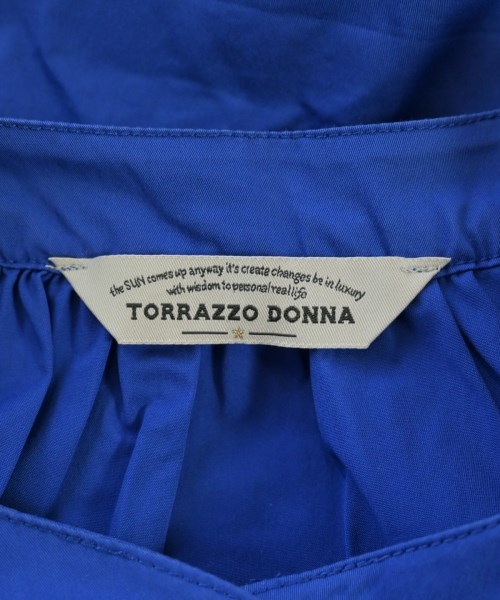 the SUN comes up anyway it's create changes be in luxury
with wisdom to personal real life
TORRAZZO DONNA